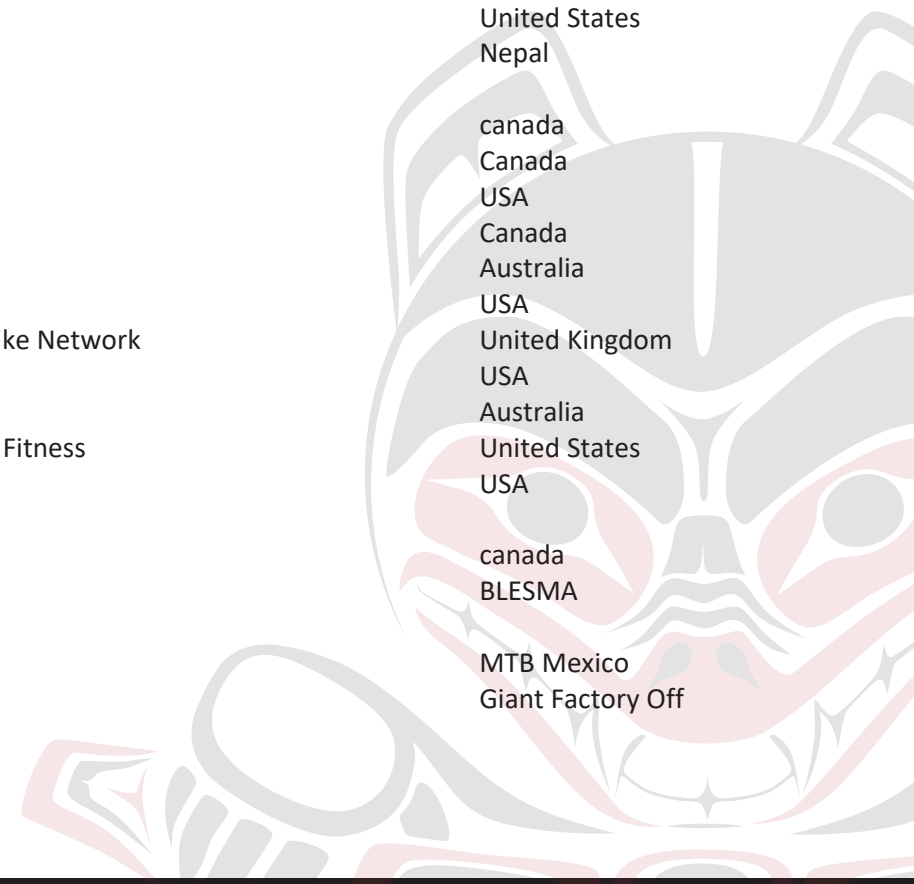 United States
Nepal
canada
Canada
USA
Canada
Australia
USA
ke Network United Kingdom
USA
Australia
Fitness United States
USA
canada
BLESMA
MTB Mexico
Giant Factory Off